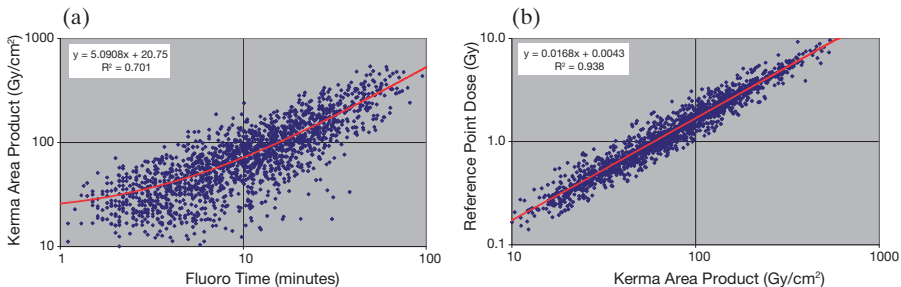 (a)
Kerma Area Product (Gy/cm²)
1000
100
10
y = 5.0908x + 20.75
R² = 0.701
1
10
100
Fluoro Time (minutes)
(b)
Reference Point Dose (Gy)
10.0
1.0
0.1
y = 0.0168x + 0.0043
R² = 0.938
10
100
1000
Kerma Area Product (Gy/cm²)